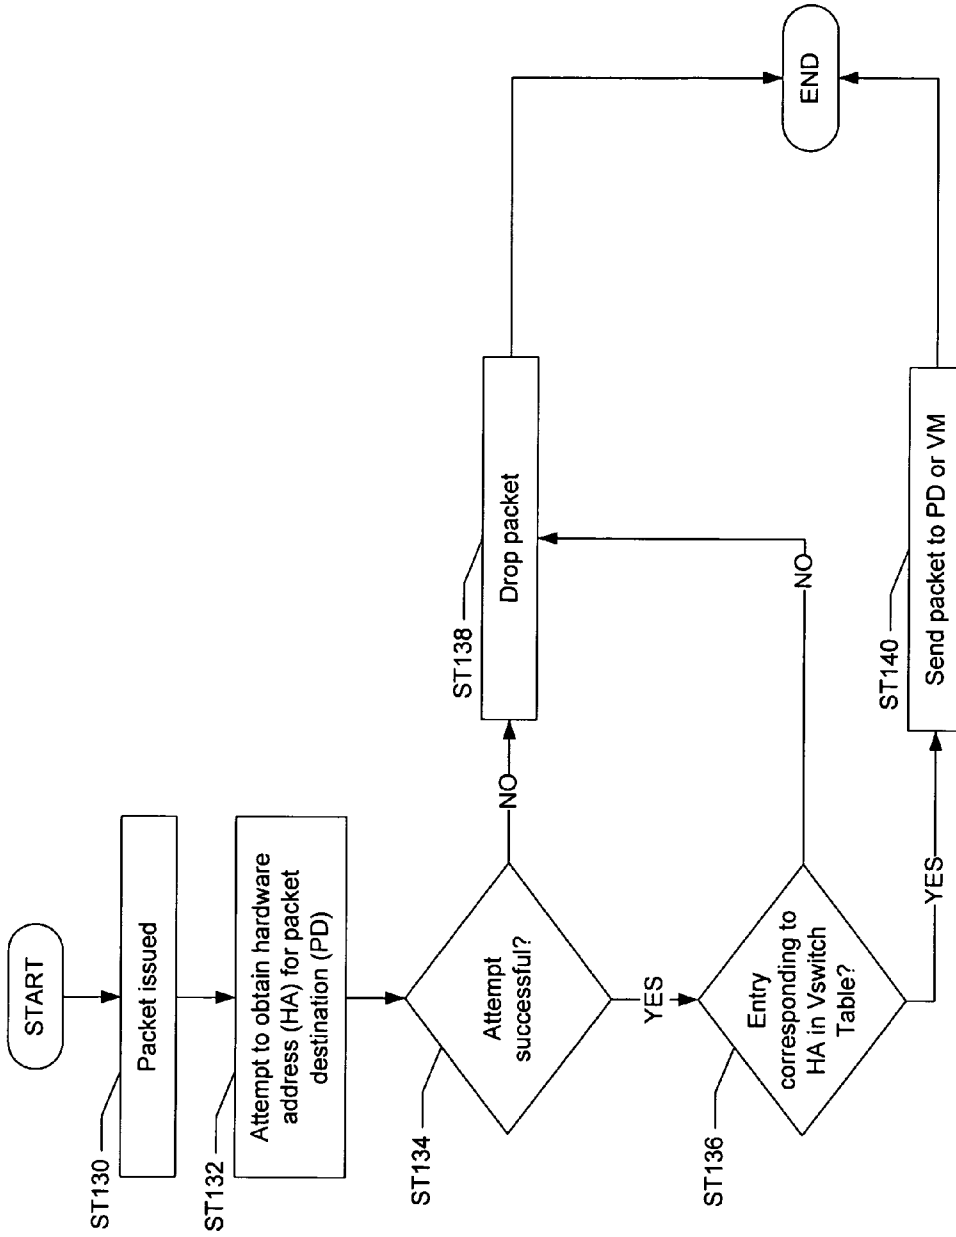 START
ST130
Packet issued
ST132
Attempt to obtain hardware
address (HA) for packet
destination (PD)
ST134
Attempt
successful?
NO
YES
ST138
Drop packet
ST136
Entry
corresponding to
HA in Vswitch
Table?
NO
YES
ST140
Send packet to PD or VM
END